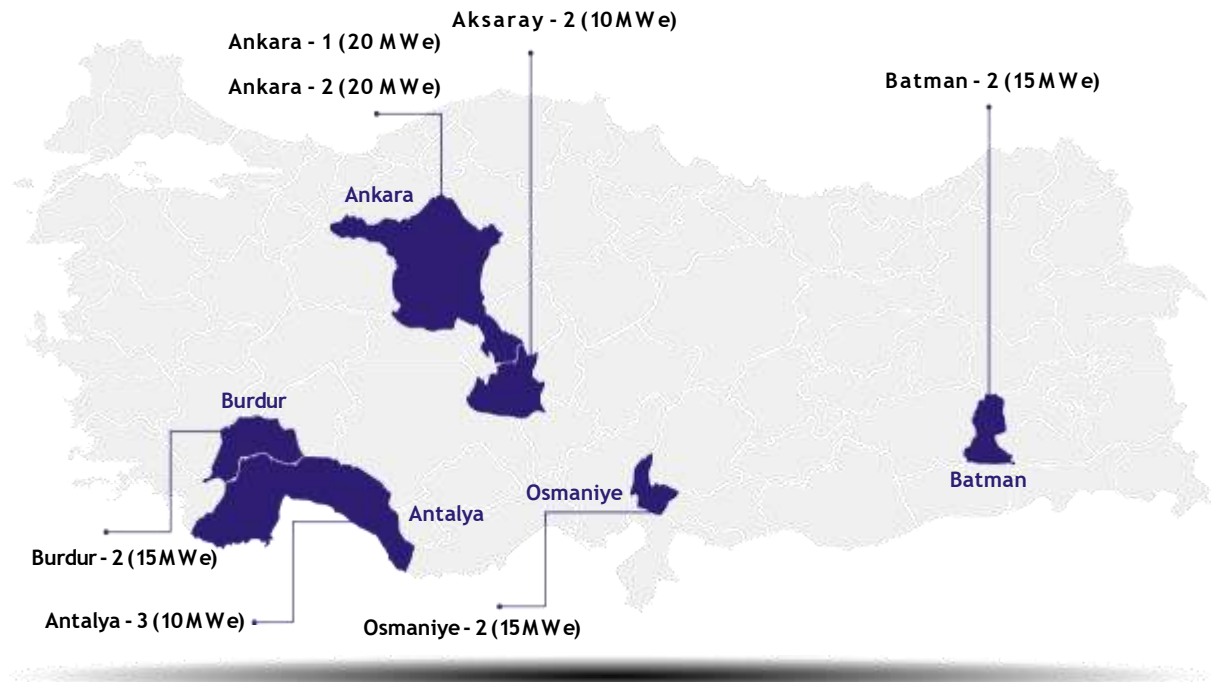 Aksaray - 2 (10MWe)
Ankara - 1 (20 MWe)
Ankara - 2 (20 MWe)
Batman - 2 (15MWe)
Ankara
Burdur
Antalya
Osmaniye
Batman
Burdur - 2 (15MWe)
Antalya - 3 (10MWe)
Osmaniye - 2 (15MWe)